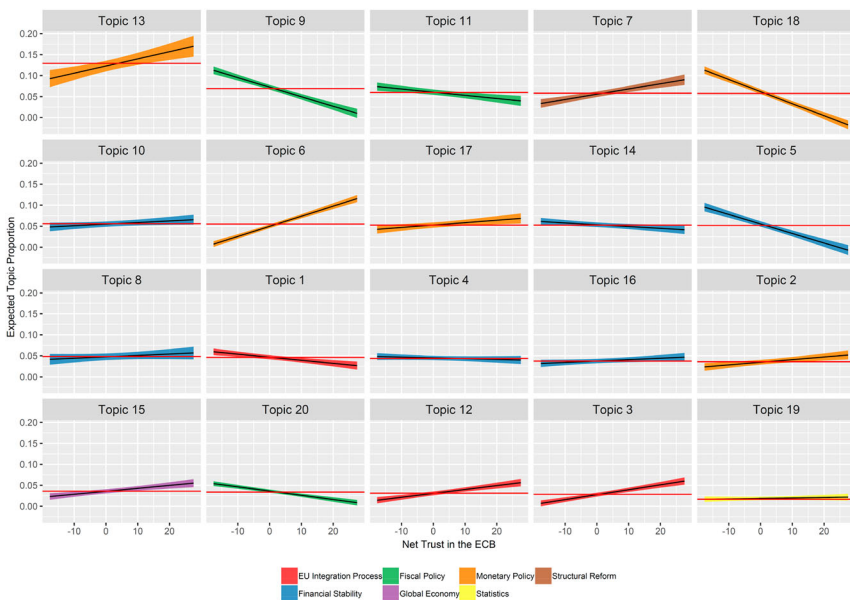 Topic 13 Topic 9 Topic 11 Topic 7 Topic 18
0.20
0.15
0.10
0.05
0.00
Topic 10 Topic 6 Topic 17 Topic 14 Topic 5
0.20
0.15
0.10
0.05
0.00
Expected Topic Proportion
Topic 8 Topic 1 Topic 4 Topic 16 Topic 2
0.20
0.15
0.10
0.05
0.00
Topic 15 Topic 20 Topic 12 Topic 3 Topic 19
0.20
0.15
0.10
0.05
0.00
-10 0 10 20 -10 0 10 20 -10 0 10 20 -10 0 10 20 -10 0 10 20
Net Trust in the ECB
EU Integration Process Fiscal Policy Monetary Policy Structural Reform
Financial Stability Global Economy Statistics